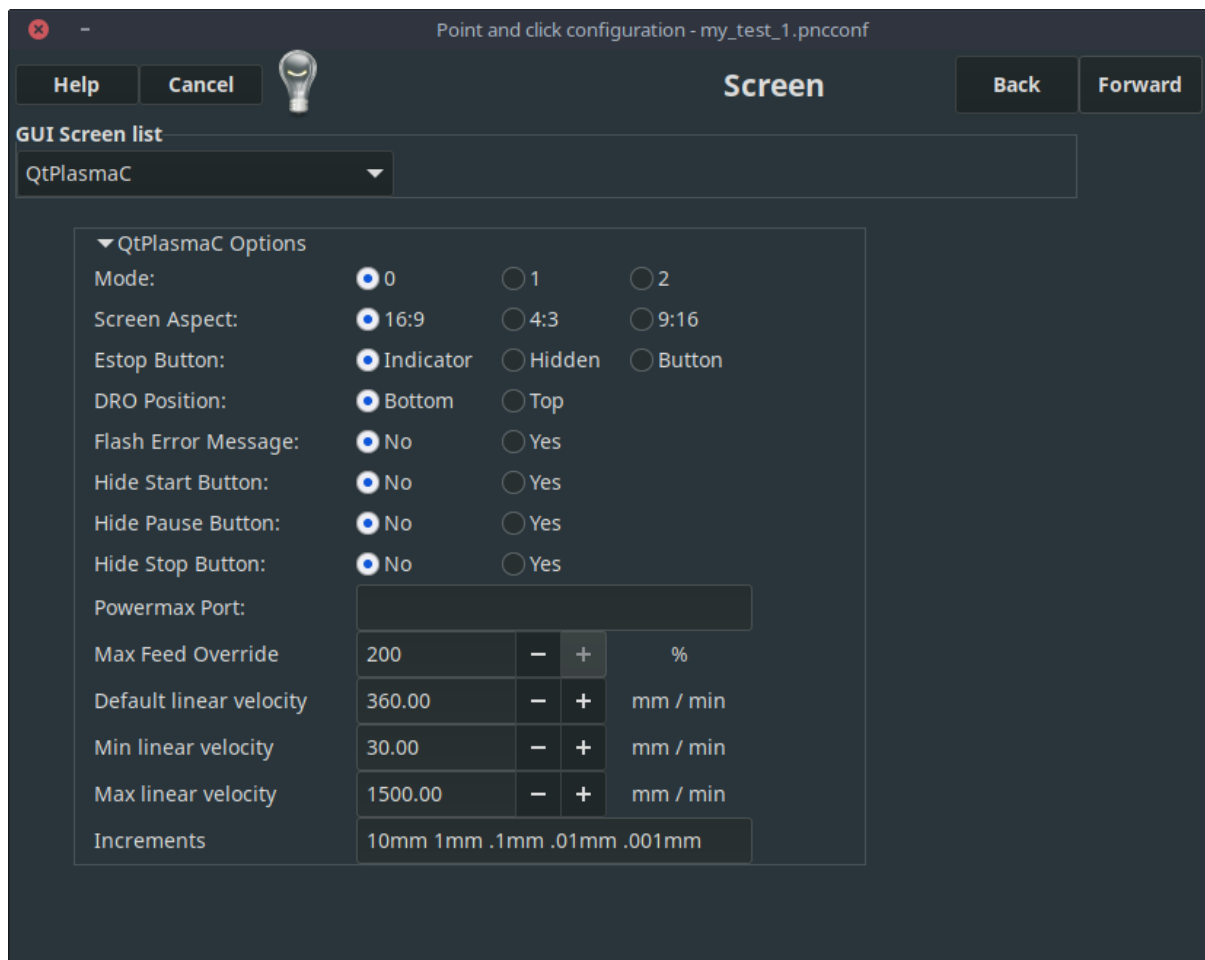 Point and click configuration - my_test_1.pncconf
Help Cancel Screen Back Forward
GUI Screen list
QtPlasmaC
QtPlasmaC Options
Mode: 0 1 2
Screen Aspect: 16:9 4:3 9:16
Estop Button: Indicator Hidden Button
DRO Position: Bottom Top
Flash Error Message: No Yes
Hide Start Button: No Yes
Hide Pause Button: No Yes
Hide Stop Button: No Yes
Powermax Port:
Max Feed Override 200 − + %
Default linear velocity 360.00 − + mm / min
Min linear velocity 30.00 − + mm / min
Max linear velocity 1500.00 − + mm / min
Increments 10mm 1mm .1mm .01mm .001mm